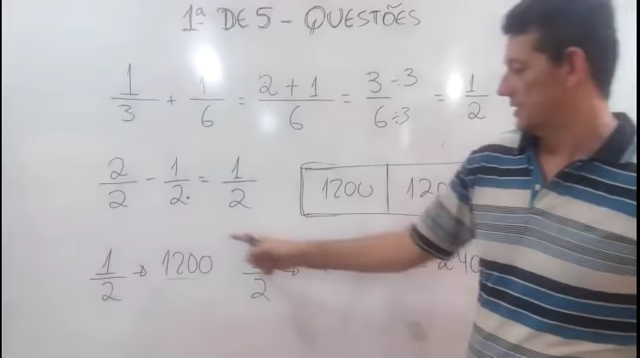 1ª DE 5 - QUESTÕES
1/3 + 1/6 = 2+1/6 = 3÷3/6÷3 = 1/2
2/2 - 1/2. = 1/2
1200
1/2 → 1200